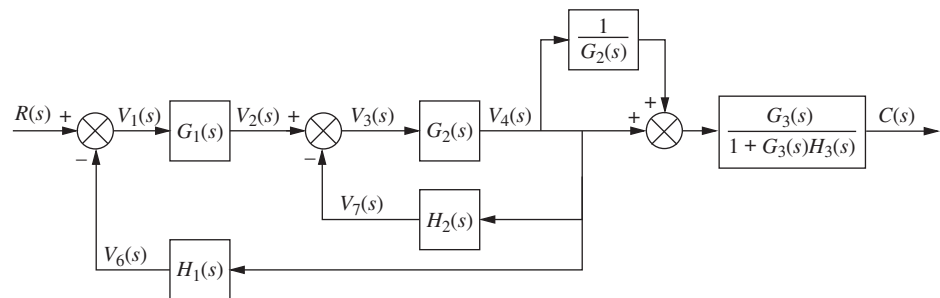 1
G2(s)
R(s) + V1(s) G1(s) V2(s) + V3(s) G2(s) V4(s) + + G3(s) C(s)
1 + G3(s)H3(s)
− −
V7(s) H2(s)
V6(s) H1(s)